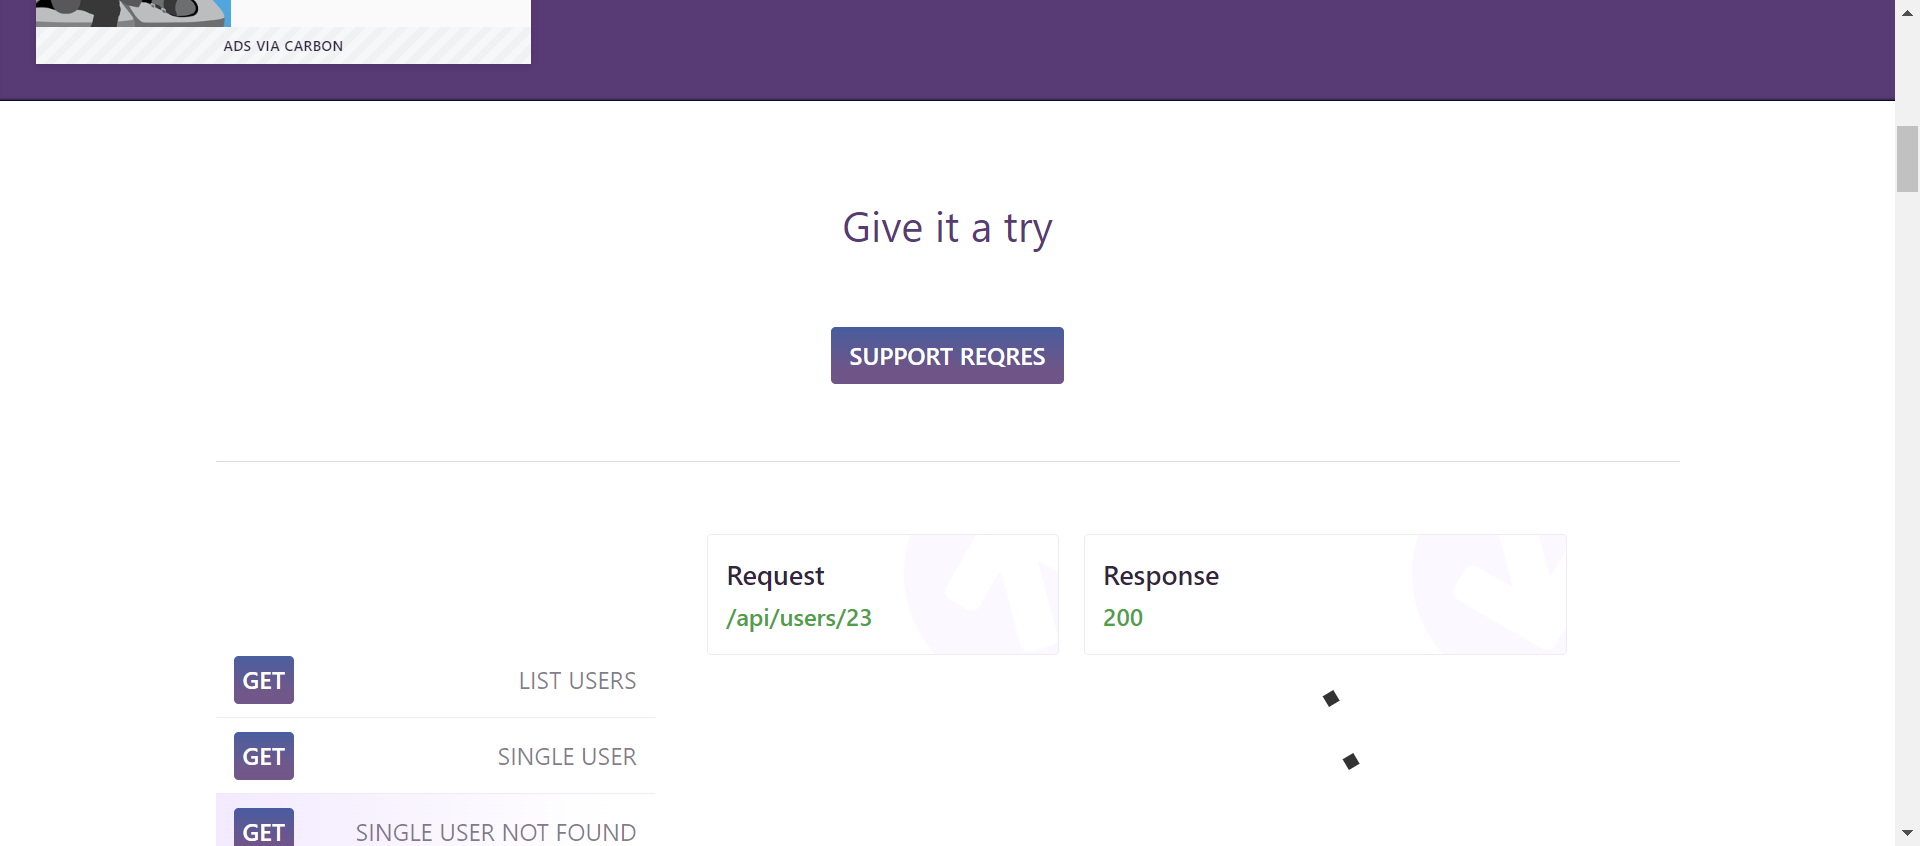 ADS VIA CARBON
Give it a try
SUPPORT REQRES
Request
/api/users/23
Response
200
GET LIST USERS
GET SINGLE USER
GET SINGLE USER NOT FOUND